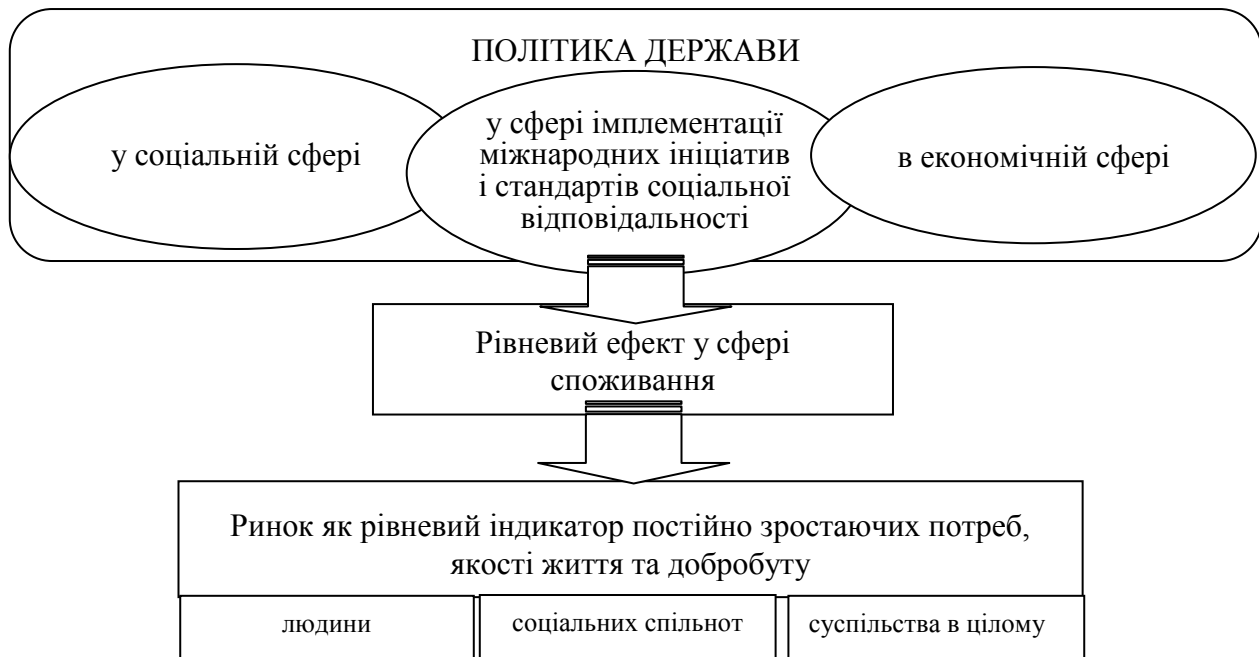 ПОЛІТИКА ДЕРЖАВИ
у соціальній сфері
у сфері імплементації
міжнародних ініціатив
і стандартів соціальної
відповідальності
в економічній сфері
Рівневий ефект у сфері
споживання
Ринок як рівневий індикатор постійно зростаючих потреб,
якості життя та добробуту
людини
соціальних спільнот
суспільства в цілому